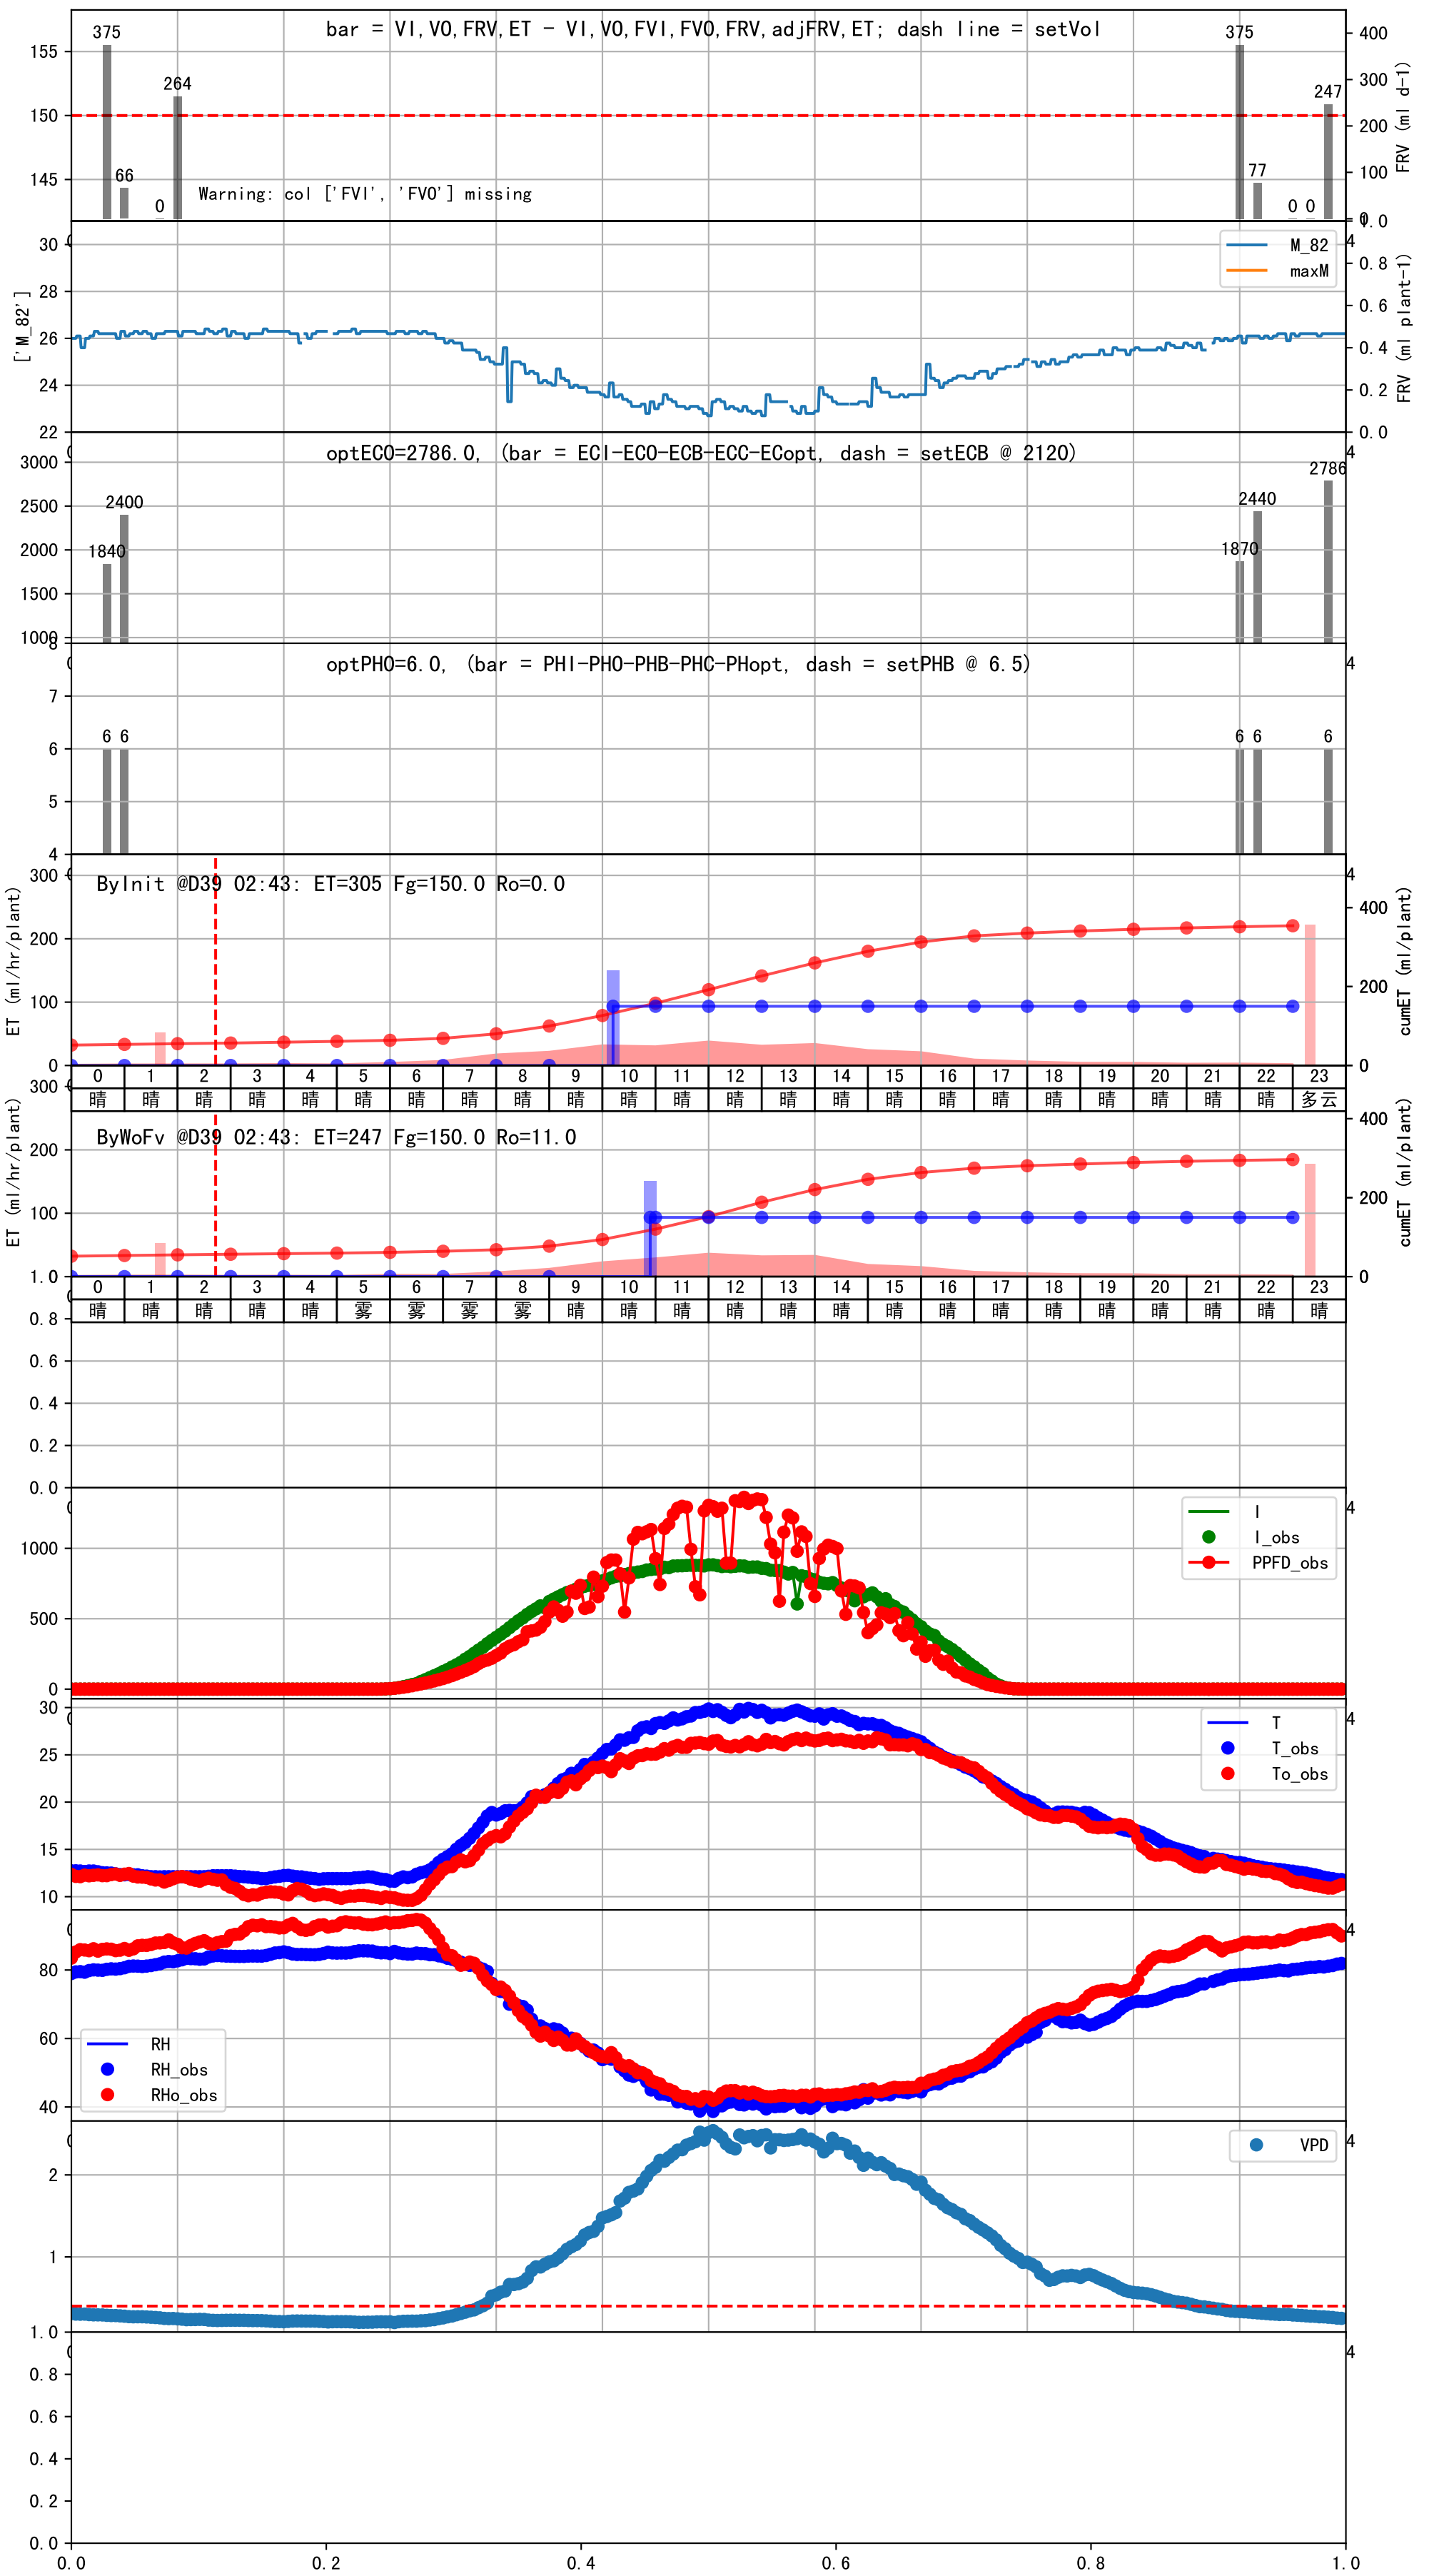 bar = VI,VO,FRV,ET - VI,VO,FVI,FVO,FRV,adjFRV,ET; dash line = setVol
375 66 0 264 375 77 0 0 247
155 150 145
400 300 200 100 0
FRV (ml d-1)
Warning: col ['FVI', 'FVO'] missing
['M_82']
30 28 26 24 22
M_82
maxM
1.0 0.8 0.6 0.4 0.2 0.0
FRV (ml plant-1)
optECO=2786.0, (bar = ECI-ECO-ECB-ECC-ECopt, dash = setECB @ 2120)
3000 2500 2000 1500 1000
1840 2400 1870 2440 2786
optPHO=6.0, (bar = PHI-PHO-PHB-PHC-PHopt, dash = setPHB @ 6.5)
8 7 6 5 4
6 6 6 6 6
ByInit @D39 02:43: ET=305 Fg=150.0 Ro=0.0
ET (ml/hr/plant)
300 200 100 0
400 200 0
cumET (ml/plant)
0 1 2 3 4 5 6 7 8 9 10 11 12 13 14 15 16 17 18 19 20 21 22 23
晴 晴 晴 晴 晴 晴 晴 晴 晴 晴 晴 晴 晴 晴 晴 晴 晴 晴 晴 晴 晴 晴 晴 多云
ByWoFv @D39 02:43: ET=247 Fg=150.0 Ro=11.0
ET (ml/hr/plant)
300 200 100
400 200 0
cumET (ml/plant)
0 1 2 3 4 5 6 7 8 9 10 11 12 13 14 15 16 17 18 19 20 21 22 23
晴 晴 晴 晴 晴 雾 雾 雾 雾 晴 晴 晴 晴 晴 晴 晴 晴 晴 晴 晴 晴 晴 晴 晴
1.0 0.8 0.6 0.4 0.2 0.0
1000 500 0
I
I_obs
PPFD_obs
30 25 20 15 10
T
T_obs
To_obs
80 60 40
RH
RH_obs
RHo_obs
2 1
VPD
1.0 0.8 0.6 0.4 0.2 0.0
0.0 0.2 0.4 0.6 0.8 1.0